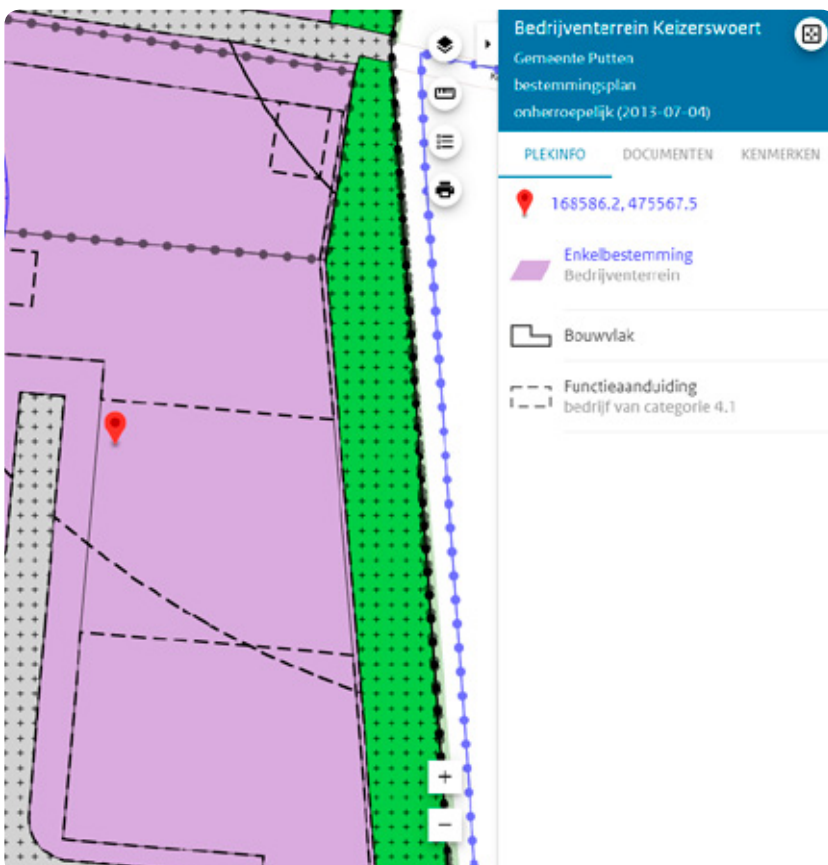 Bedrijventerrein Keizerswoert
Gemeente Putten
bestemmingsplan
onherroepelijk (2013-07-04)
PLEKINFO DOCUMENTEN KENMERKEN
168586.2, 475567.5
Enkelbestemming
Bedrijventerrein
Bouwvlak
Functieaanduiding
bedrijf van categorie 4.1
+
−